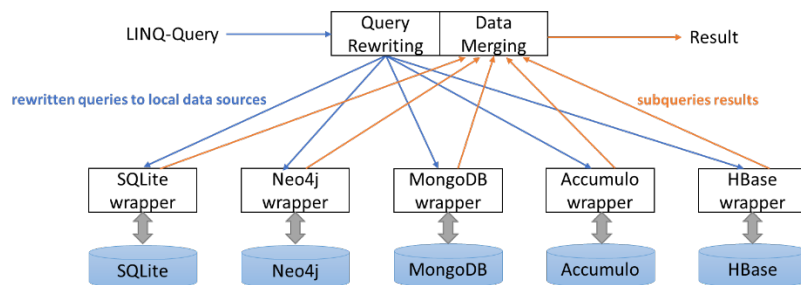 LINQ-Query
Query
Rewriting
Data
Merging
Result
rewritten queries to local data sources
subqueries results
SQLite
wrapper
Neo4j
wrapper
MongoDB
wrapper
Accumulo
wrapper
HBase
wrapper
SQLite
Neo4j
MongoDB
Accumulo
HBase